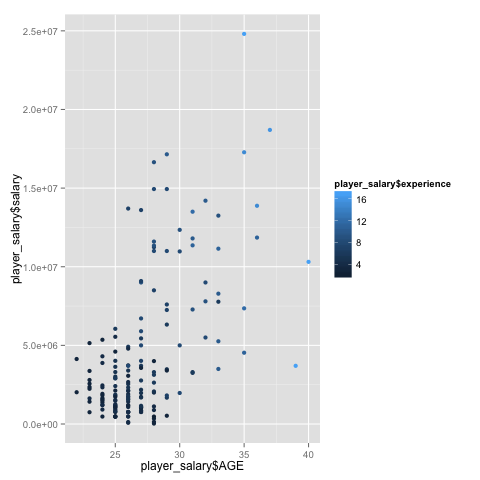 2.5e+07
2.0e+07
1.5e+07
1.0e+07
5.0e+06
0.0e+00
player_salary$salary
25 30 35 40
player_salary$AGE
player_salary$experience
16
12
8
4